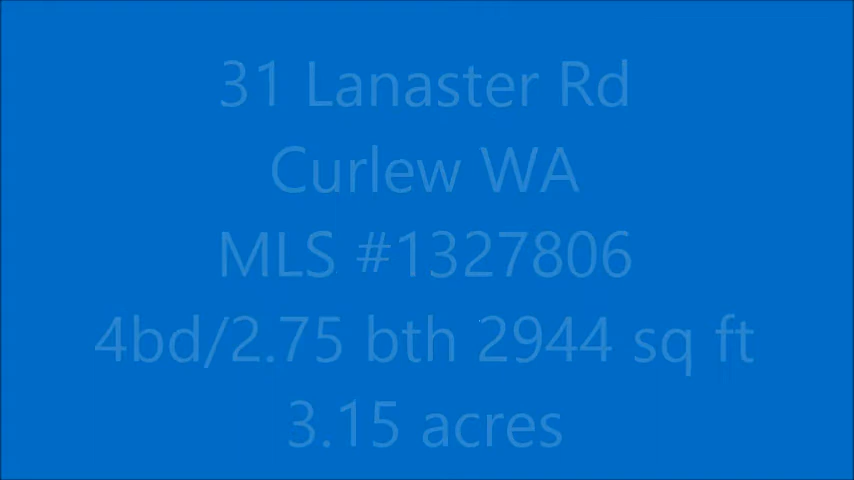 31 Lanaster Rd
Curlew WA
MLS #1327806
4bd/2.75 bth 2944 sq ft
3.15 acres